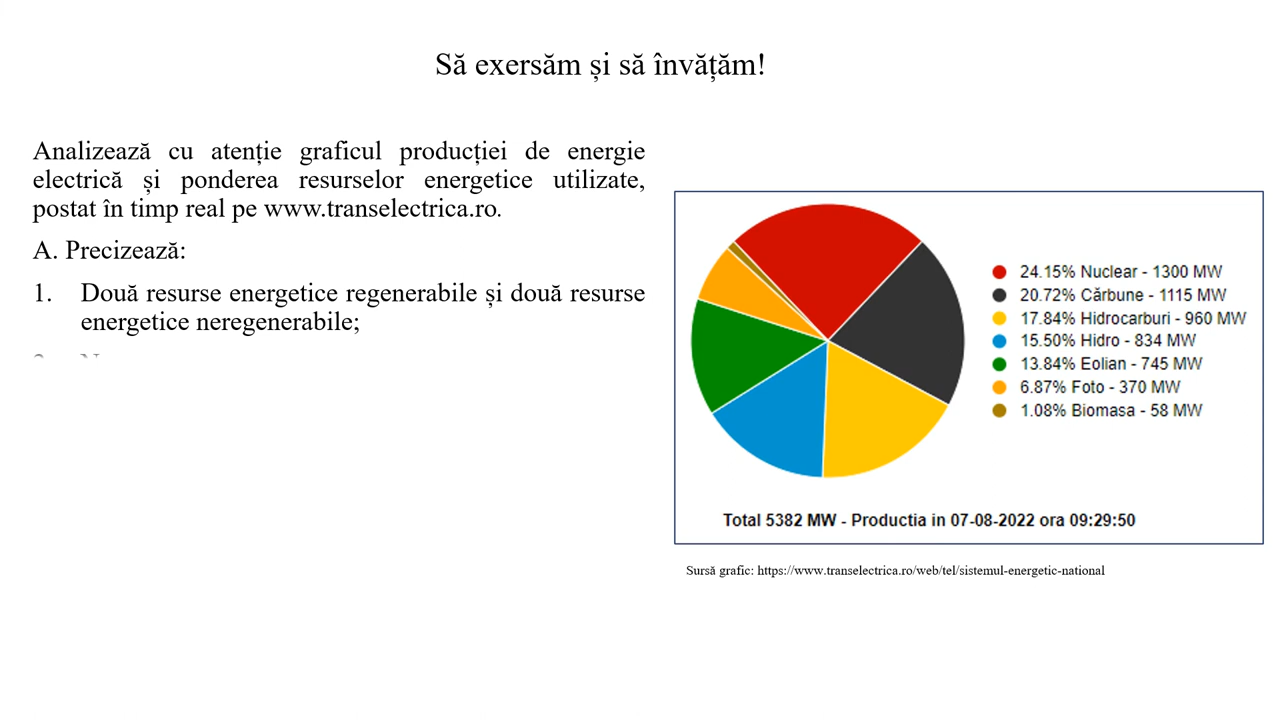 Să exersăm și să învățăm!
Analizează cu atenție graficul producției de energie
electrică și ponderea resurselor energetice utilizate,
postat în timp real pe www.transelectrica.ro.
A. Precizează:
1. Două resurse energetice regenerabile și două resurse
energetice neregenerabile;
24.15% Nuclear - 1300 MW
20.72% Cărbune - 1115 MW
17.84% Hidrocarburi - 960 MW
15.50% Hidro - 834 MW
13.84% Eolian - 745 MW
6.87% Foto - 370 MW
1.08% Biomasa - 58 MW
Total 5382 MW - Productia in 07-08-2022 ora 09:29:50
Sursă grafic: https://www.transelectrica.ro/web/tel/sistemul-energetic-national